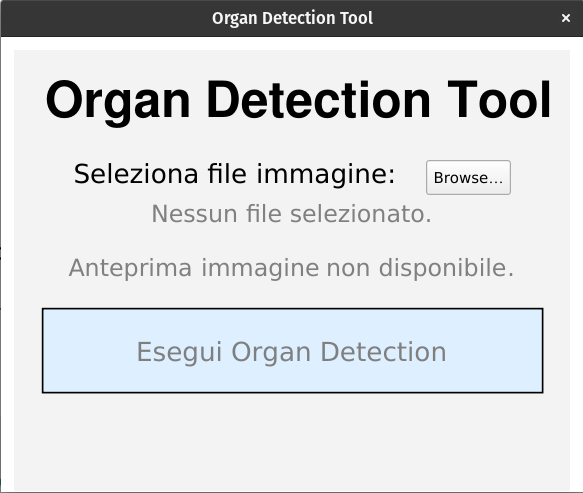 Organ Detection Tool
×
Organ Detection Tool
Seleziona file immagine:
Browse...
Nessun file selezionato.
Anteprima immagine non disponibile.
Esegui Organ Detection